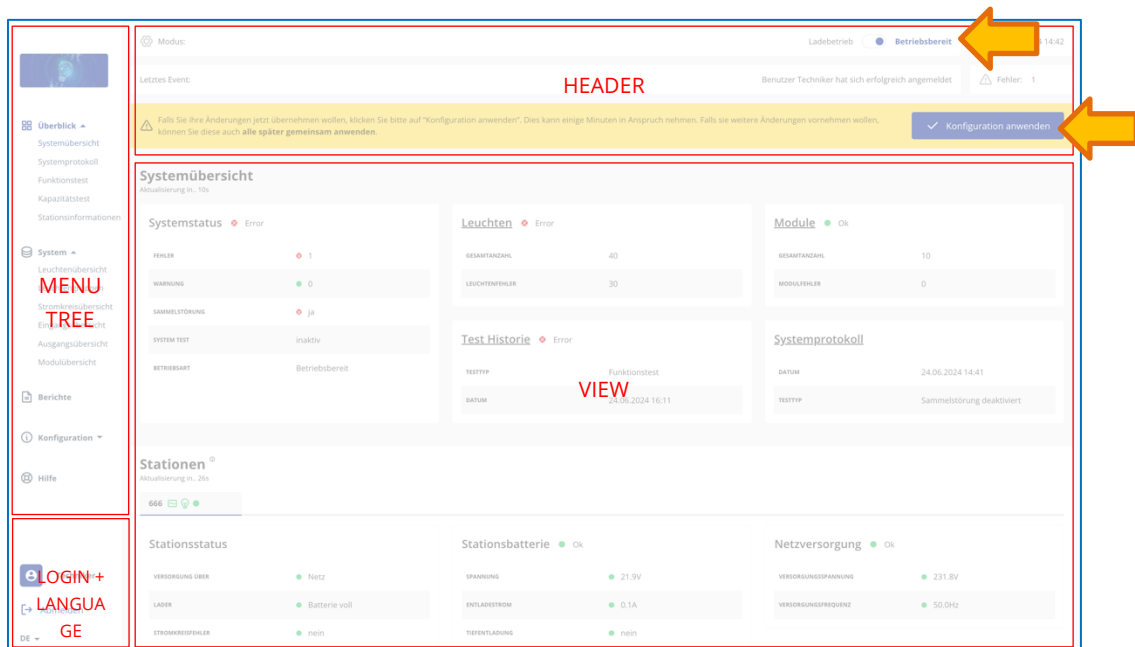 Modus:
Ladebetrieb Betriebsbereit 14:42
Letztes Event:
HEADER
Benutzer Techniker hat sich erfolgreich angemeldet
Fehler: 1
Falls Sie ihre Änderungen jetzt übernehmen wollen, klicken Sie bitte auf "Konfiguration anwenden". Dies kann einige Minuten in Anspruch nehmen. Falls sie weitere Änderungen vornehmen wollen,
können Sie diese auch alle später gemeinsam anwenden.
Konfiguration anwenden
Überblick
Systemübersicht
Systemprotokoll
Funktionstest
Kapazitätstest
Stationsinformationen
System
Leuchtenübersicht
MENU
Stromkreisübersicht
TREE
Ausgangsübersicht
Modulübersicht
Berichte
Konfiguration
Hilfe
LOGIN +
LANGUA
GE
Abmelden
DE
Systemübersicht
Aktualisierung in.. 10s
Systemstatus Error
FEHLER 1
WARNUNG 0
SAMMELSTÖRUNG ja
SYSTEM TEST inaktiv
BETRIEBSART Betriebsbereit
Leuchten Error
GESAMTANZAHL 40
LEUCHTENFEHLER 30
Module Ok
GESAMTANZAHL 10
MODULFEHLER 0
Test Historie Error
TESTTYP Funktionstest
VIEW
DATUM 24.06.2024 16:11
Systemprotokoll
DATUM 24.06.2024 14:41
TESTTYP Sammelstörung deaktiviert
Stationen
Aktualisierung in.. 26s
666
Stationsstatus
VERSORGUNG ÜBER Netz
LADER Batterie voll
STROMKREISFEHLER nein
Stationsbatterie Ok
SPANNUNG 21.9V
ENTLADESTROM 0.1A
TIEFENTLADUNG nein
Netzversorgung Ok
VERSORGUNGSSPANNUNG 231.8V
VERSORGUNGSFREQUENZ 50.0Hz